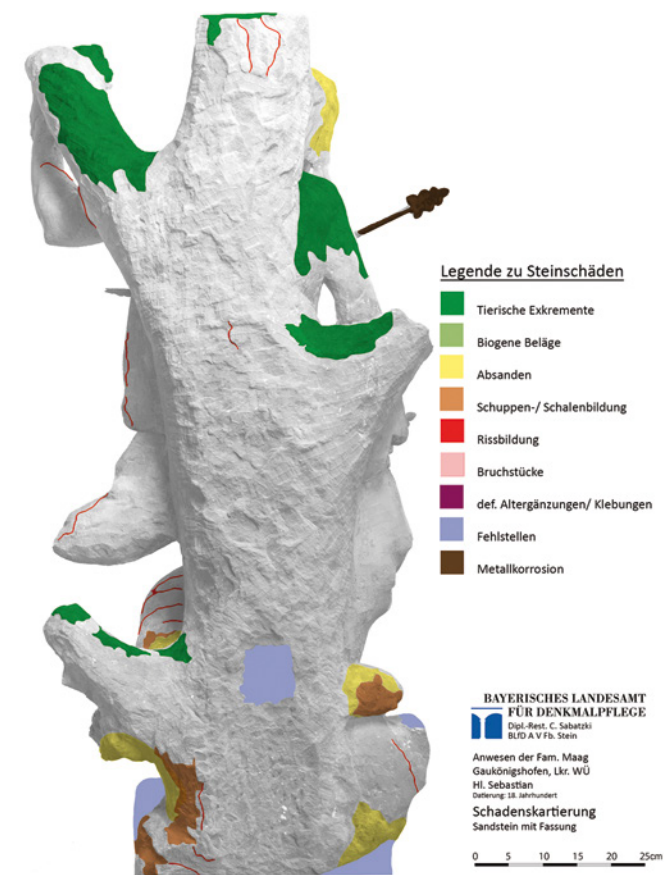 Legende zu Steinschäden
Tierische Exkremente
Biogene Beläge
Absanden
Schuppen-/ Schalenbildung
Rissbildung
Bruchstücke
def. Altergänzungen/ Klebungen
Fehlstellen
Metallkorrosion
BAYERISCHES LANDESAMT
FÜR DENKMALPFLEGE
Dipl.-Rest. C. Sabatzki
BLfD A V Fb. Stein
Anwesen der Fam. Maag
Gaukönigshofen, Lkr. WÜ
Hl. Sebastian
Datierung: 18. Jahrhundert
Schadenskartierung
Sandstein mit Fassung
0 5 10 15 20 25cm